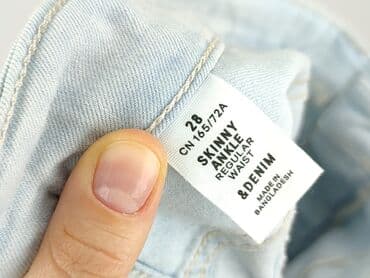 28
CN 165/72A
SKINNY
ANKLE
REGULAR
WAIST
&DENIM
MADE IN
BANGLADESH